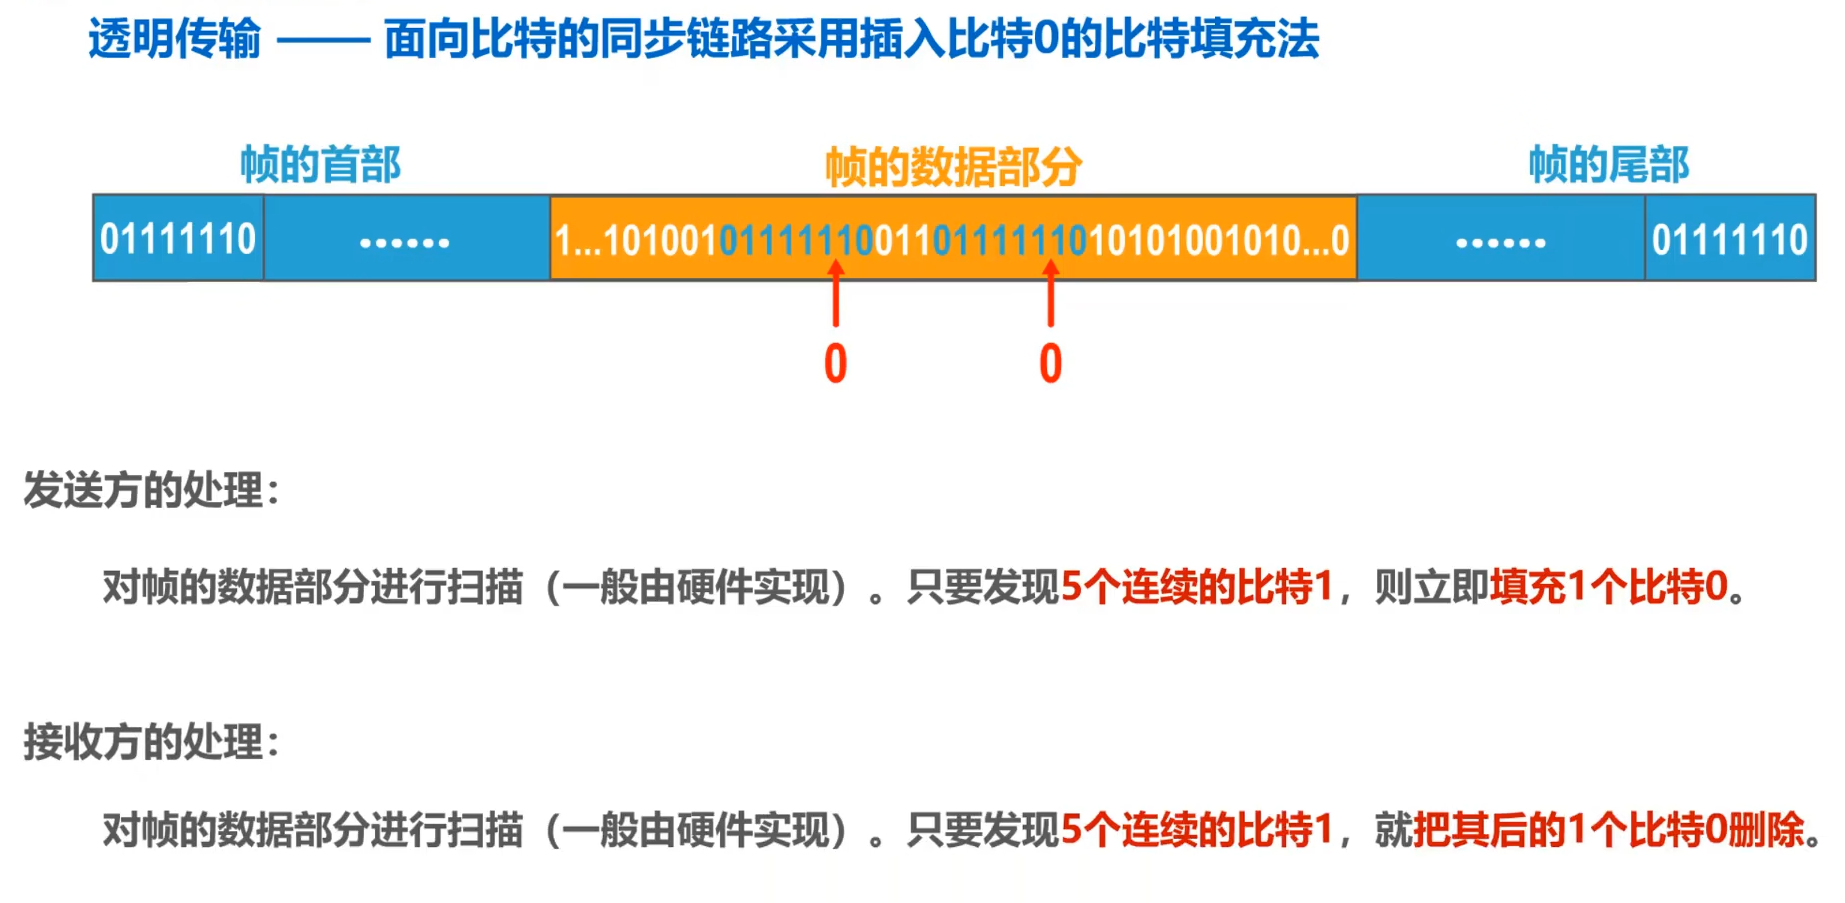 透明传输 —— 面向比特的同步链路采用插入比特0的比特填充法
帧的首部 帧的数据部分 帧的尾部
01111110 ...... 1...101001011111100110111111010101001010...0 ...... 01111110
0 0
发送方的处理：
对帧的数据部分进行扫描（一般由硬件实现）。只要发现5个连续的比特1，则立即填充1个比特0。
接收方的处理：
对帧的数据部分进行扫描（一般由硬件实现）。只要发现5个连续的比特1，就把其后的1个比特0删除。